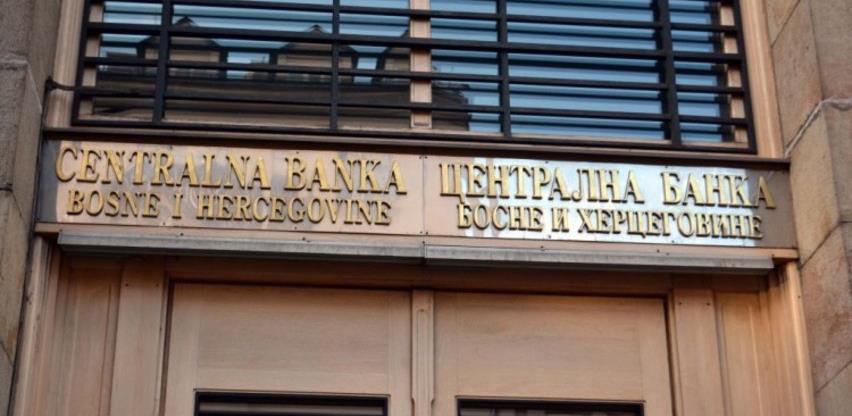 CENTRALNA BANKA
BOSNE I HERCEGOVINE
ЦЕНТРАЛНА БАНКА
БОСНЕ И ХЕРЦЕГОВИНЕ